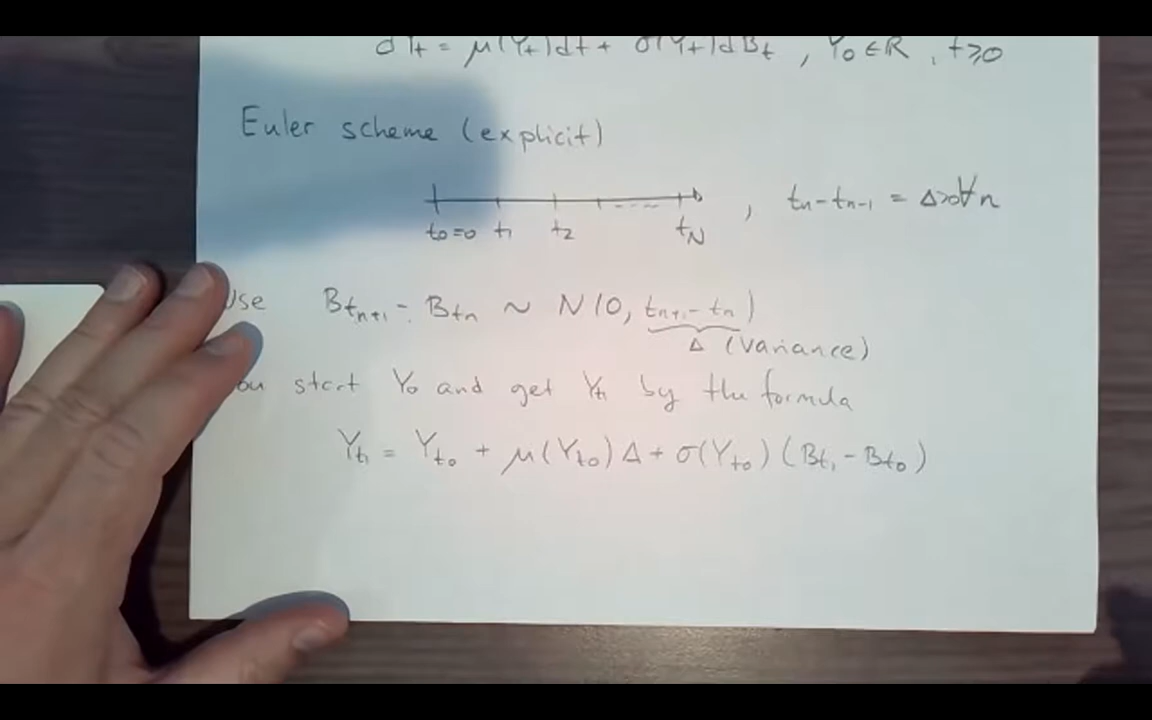 dYt = μ(Yt)dt + σ(Yt)dBt , Y0 ∈ R , t≥0
Euler scheme (explicit)
t0=0 t1 t2 ---- tN , tn-tn-1 = Δ>0 ∀n
Use Btn+1 - Btn ~ N(0, tn+1 - tn)
Δ (variance)
start Y0 and get Yt1 by the formula
Yt1 = Yt0 + μ(Yt0)Δ + σ(Yt0)(Bt1 - Bt0)